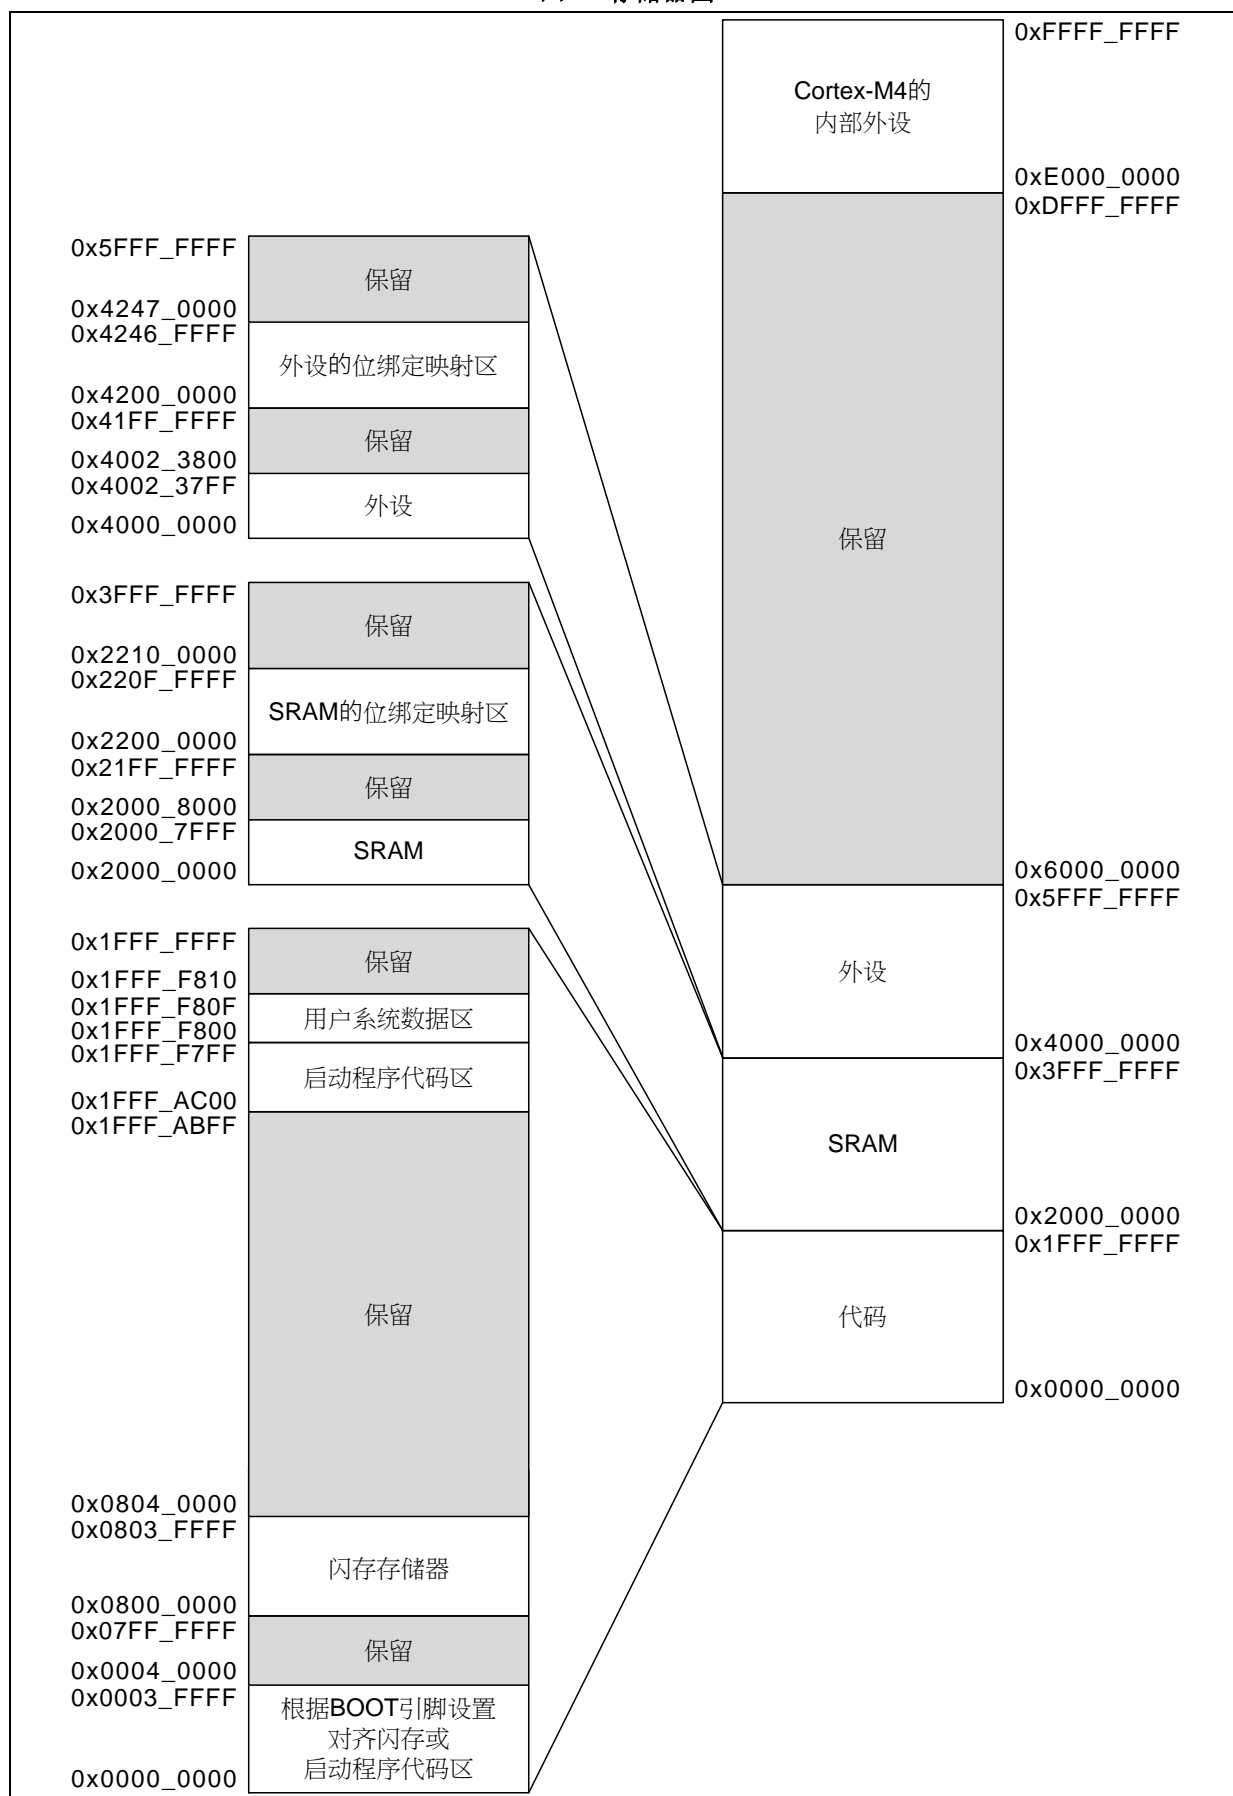 0xFFFF_FFFF
Cortex-M4的
内部外设
0xE000_0000
0xDFFF_FFFF
保留
0x6000_0000
0x5FFF_FFFF
外设
0x4000_0000
0x3FFF_FFFF
SRAM
0x2000_0000
0x1FFF_FFFF
代码
0x0000_0000
0x5FFF_FFFF
保留
0x4247_0000
0x4246_FFFF
外设的位绑定映射区
0x4200_0000
0x41FF_FFFF
保留
0x4002_3800
0x4002_37FF
外设
0x4000_0000
0x3FFF_FFFF
保留
0x2210_0000
0x220F_FFFF
SRAM的位绑定映射区
0x2200_0000
0x21FF_FFFF
保留
0x2000_8000
0x2000_7FFF
SRAM
0x2000_0000
0x1FFF_FFFF
保留
0x1FFF_F810
0x1FFF_F80F
用户系统数据区
0x1FFF_F800
0x1FFF_F7FF
启动程序代码区
0x1FFF_AC00
0x1FFF_ABFF
保留
0x0804_0000
0x0803_FFFF
闪存存储器
0x0800_0000
0x07FF_FFFF
保留
0x0004_0000
0x0003_FFFF
根据BOOT引脚设置
对齐闪存或
启动程序代码区
0x0000_0000